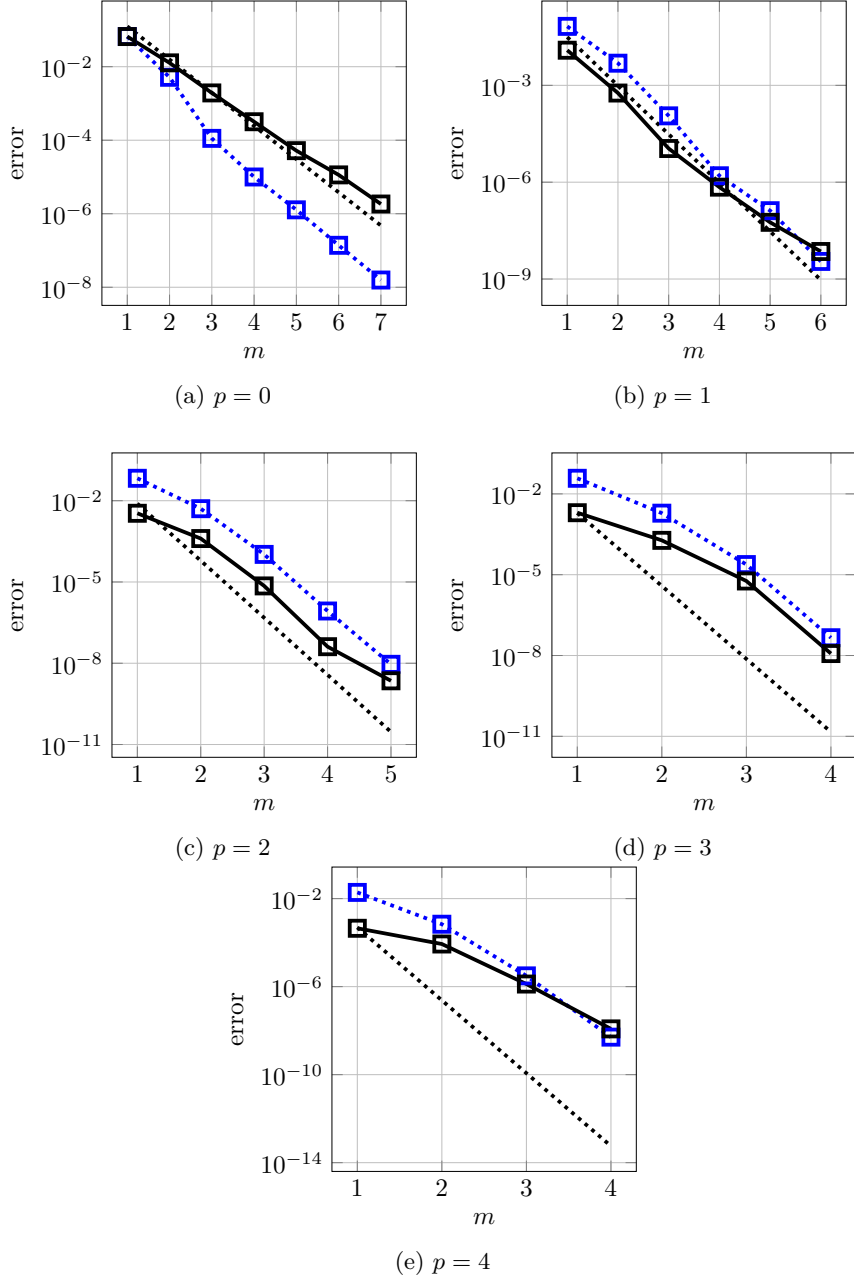 10^{-2}
10^{-4}
10^{-6}
10^{-8}
error
1 2 3 4 5 6 7
m
(a) p = 0
10^{-3}
10^{-6}
10^{-9}
error
1 2 3 4 5 6
m
(b) p = 1
10^{-2}
10^{-5}
10^{-8}
10^{-11}
error
1 2 3 4 5
m
(c) p = 2
10^{-2}
10^{-5}
10^{-8}
10^{-11}
error
1 2 3 4
m
(d) p = 3
10^{-2}
10^{-6}
10^{-10}
10^{-14}
error
1 2 3 4
m
(e) p = 4